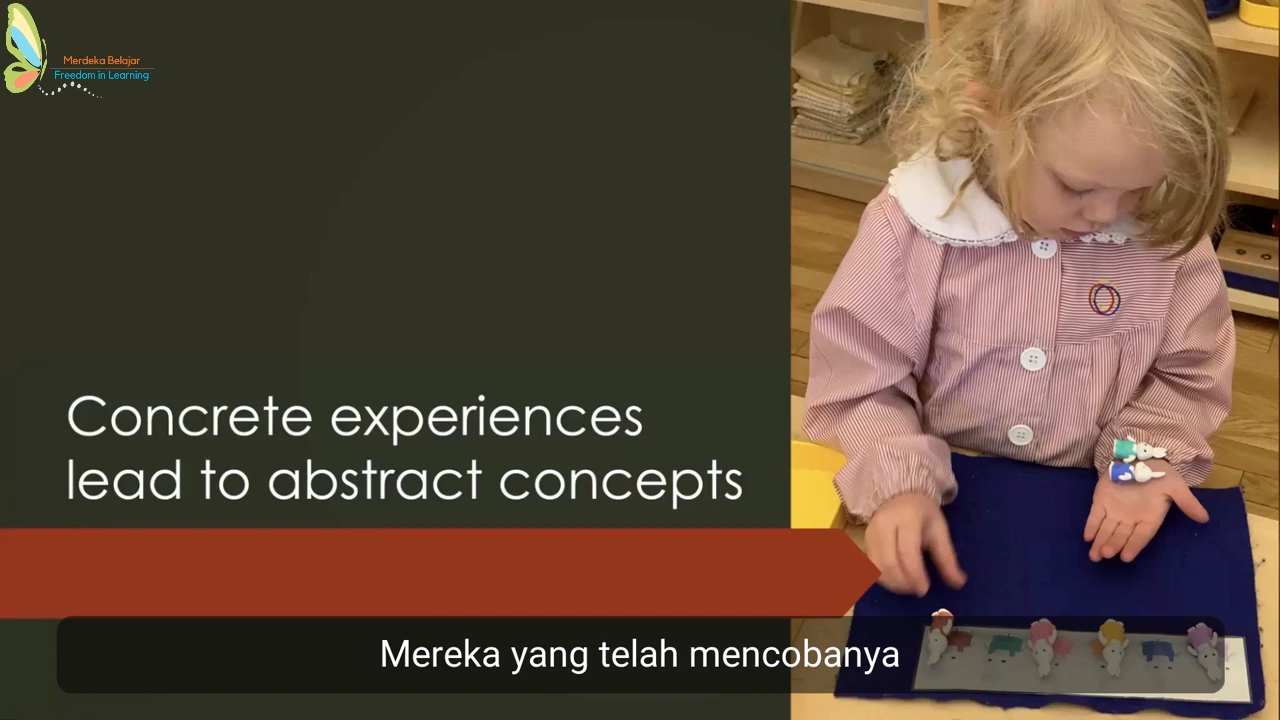 Merdeka Belajar
Freedom in Learning
Concrete experiences
lead to abstract concepts
Mereka yang telah mencobanya